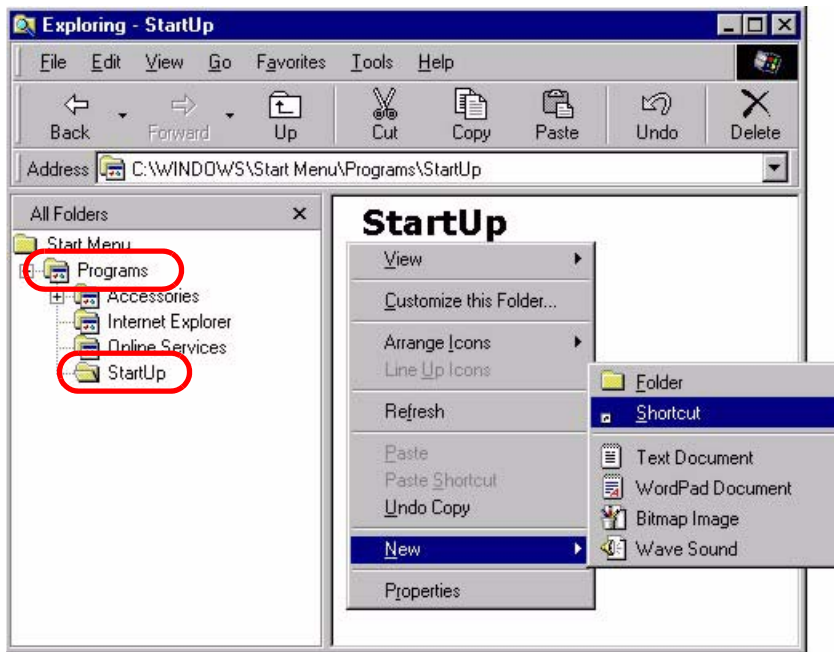 Exploring - StartUp
File Edit View Go Favorites Tools Help
Back Forward Up Cut Copy Paste Undo Delete
Address C:\WINDOWS\Start Menu\Programs\StartUp
All Folders
Start Menu
Programs
Accessories
Internet Explorer
Online Services
StartUp
StartUp
View
Customize this Folder...
Arrange Icons
Line Up Icons
Refresh
Paste
Paste Shortcut
Undo Copy
New
Properties
Folder
Shortcut
Text Document
WordPad Document
Bitmap Image
Wave Sound